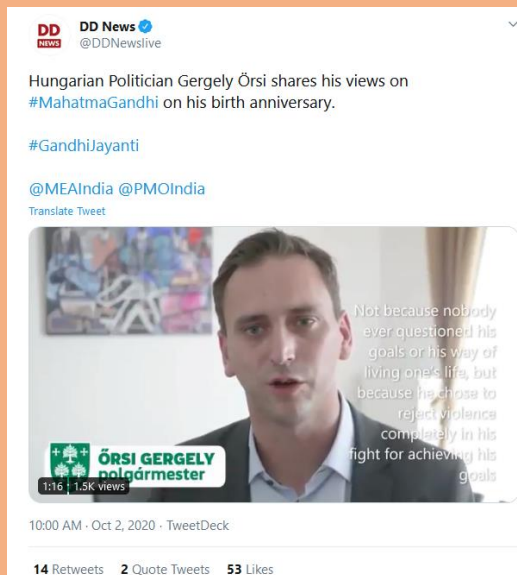 DD
NEWS
DD News
@DDNewslive
Hungarian Politician Gergely Örsi shares his views on
#MahatmaGandhi on his birth anniversary.
#GandhiJayanti
@MEAIndia @PMOIndia
Translate Tweet
Not because nobody
ever questioned his
goals or his way of
living one's life, but
because he chose to
reject violence
completely in his
fight for achieving his
goals
ŐRSI GERGELY
polgármester
1:16 1.5K views
10:00 AM · Oct 2, 2020 · TweetDeck
14 Retweets 2 Quote Tweets 53 Likes